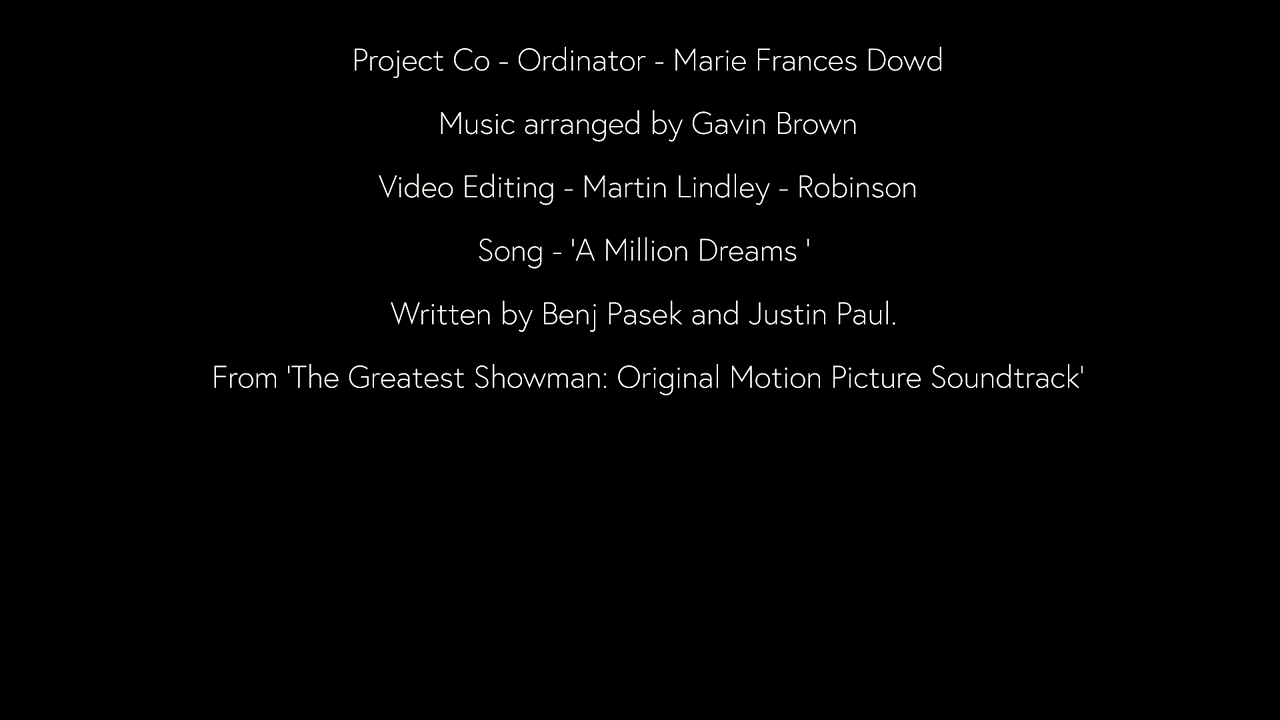 Project Co - Ordinator - Marie Frances Dowd
Music arranged by Gavin Brown
Video Editing - Martin Lindley - Robinson
Song - 'A Million Dreams '
Written by Benj Pasek and Justin Paul.
From 'The Greatest Showman: Original Motion Picture Soundtrack'